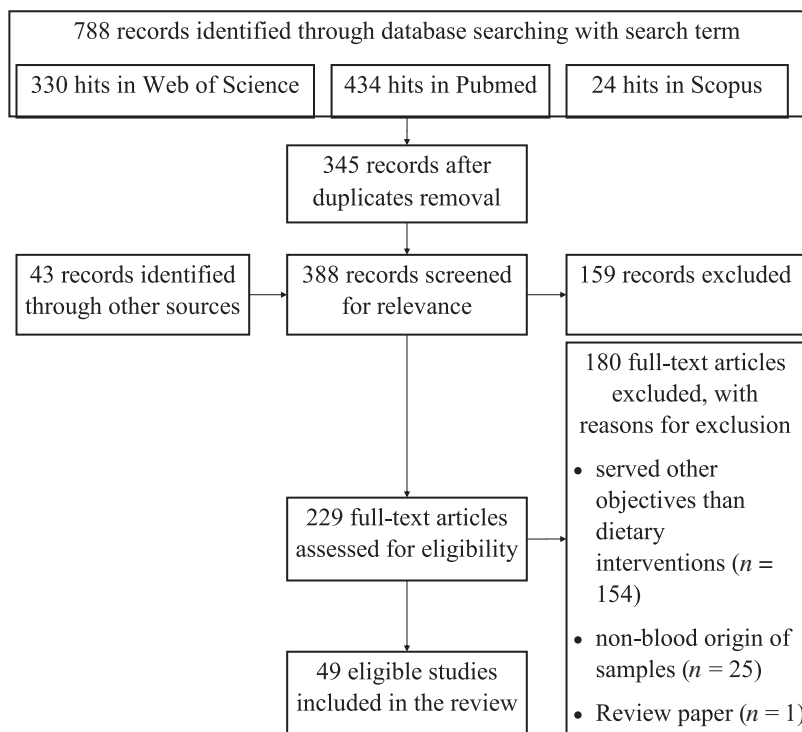 788 records identified through database searching with search term
330 hits in Web of Science
434 hits in Pubmed
24 hits in Scopus
345 records after
duplicates removal
43 records identified
through other sources
388 records screened
for relevance
159 records excluded
180 full-text articles
excluded, with
reasons for exclusion
• served other
objectives than
dietary
interventions (n =
154)
• non-blood origin of
samples (n = 25)
• Review paper (n = 1)
229 full-text articles
assessed for eligibility
49 eligible studies
included in the review